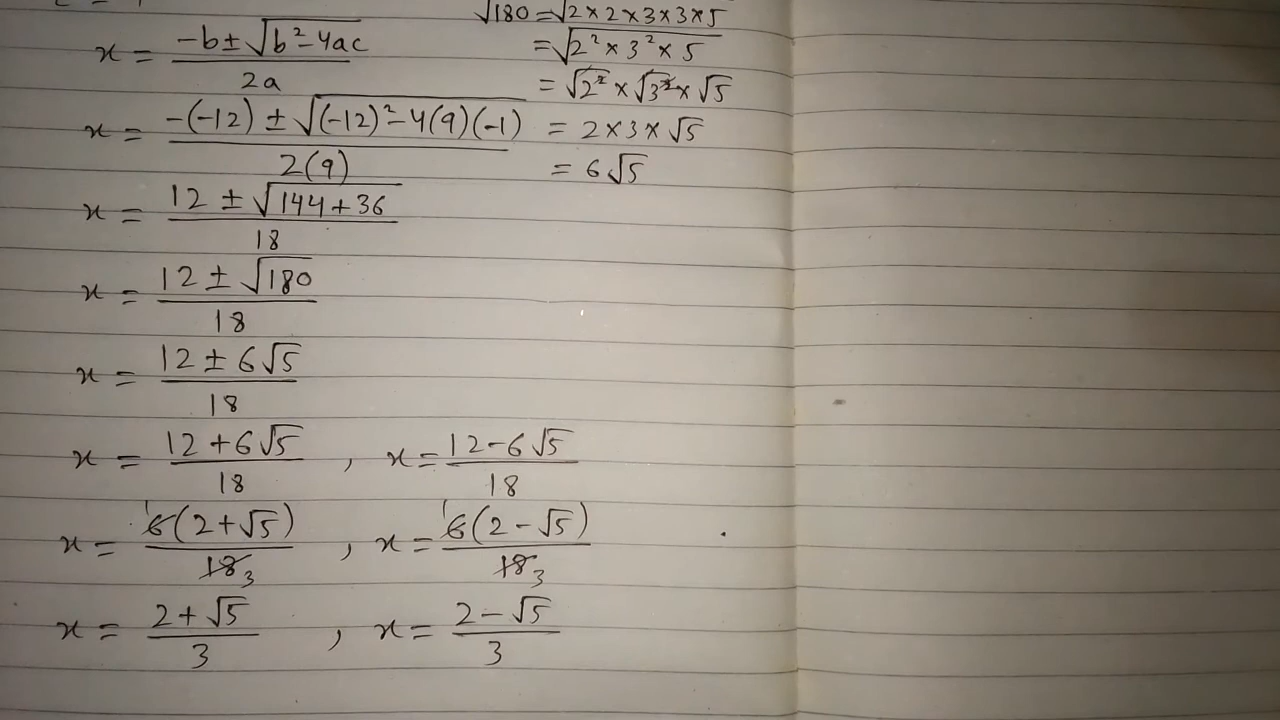 x = (-b ± √(b² - 4ac)) / 2a
x = (-(-12) ± √((-12)² - 4(9)(-1))) / 2(9)
x = (12 ± √(144 + 36)) / 18
x = (12 ± √180) / 18
x = (12 ± 6√5) / 18
x = (12 + 6√5) / 18 , x = (12 - 6√5) / 18
x = 6(2 + √5) / 18 3 , x = 6(2 - √5) / 18 3
x = (2 + √5) / 3 , x = (2 - √5) / 3
√180 = √(2 × 2 × 3 × 3 × 5)
= √(2² × 3² × 5)
= √2² × √3² × √5
= 2 × 3 × √5
= 6√5